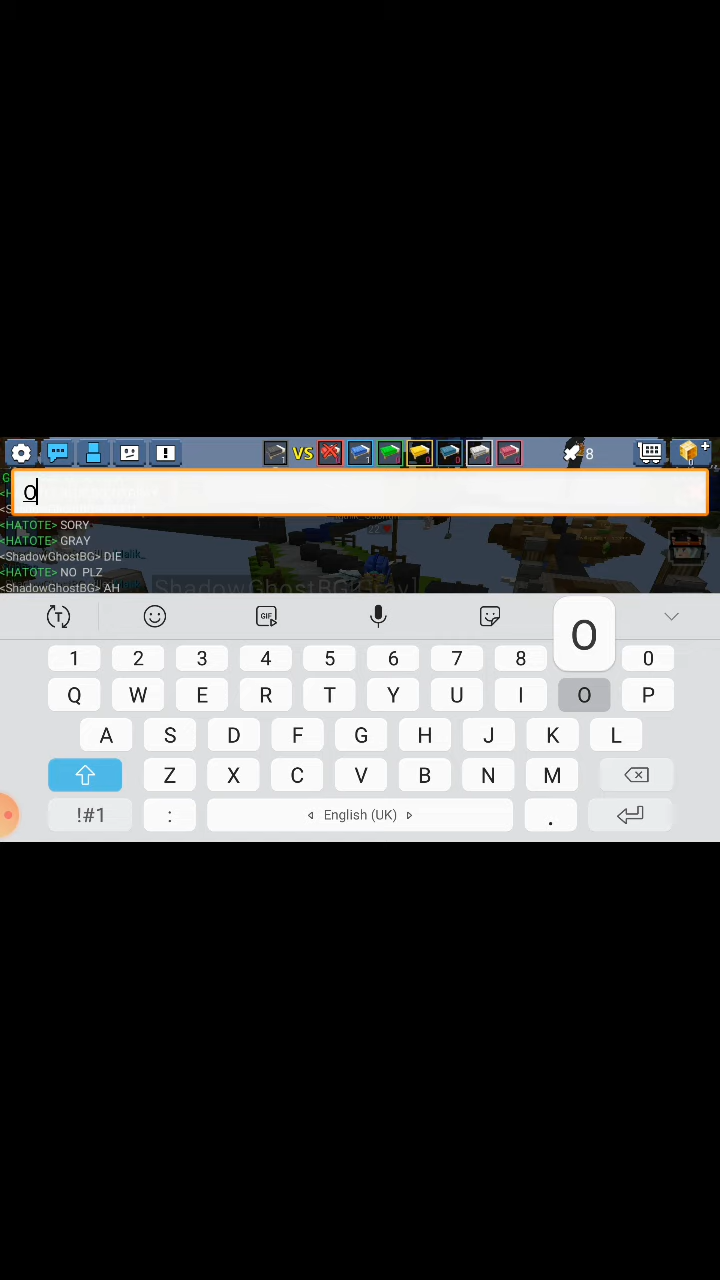 VS
8
O
<HATOTE> SORY
<HATOTE> GRAY
<ShadowGhostBG> DIE
<HATOTE> NO PLZ
<ShadowGhostBG> AH
GIF
O
1 2 3 4 5 6 7 8 0
Q W E R T Y U I O P
A S D F G H J K L
Z X C V B N M
!#1 : English (UK) .